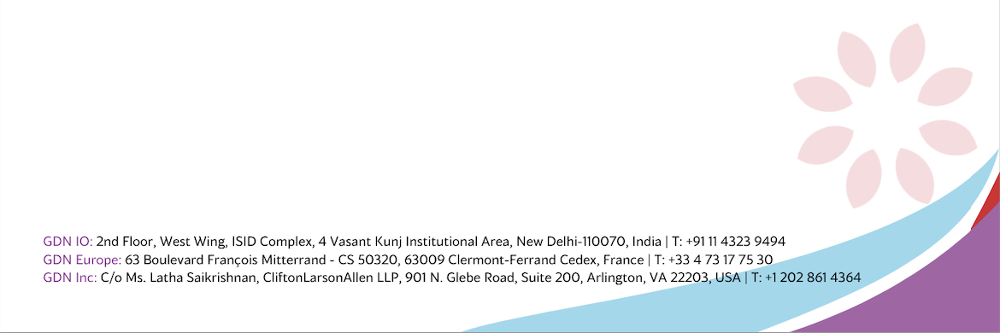 GDN IO: 2nd Floor, West Wing, ISID Complex, 4 Vasant Kunj Institutional Area, New Delhi-110070, India | T: +91 11 4323 9494
GDN Europe: 63 Boulevard François Mitterrand - CS 50320, 63009 Clermont-Ferrand Cedex, France | T: +33 4 73 17 75 30
GDN Inc: C/o Ms. Latha Saikrishnan, CliftonLarsonAllen LLP, 901 N. Glebe Road, Suite 200, Arlington, VA 22203, USA | T: +1 202 861 4364